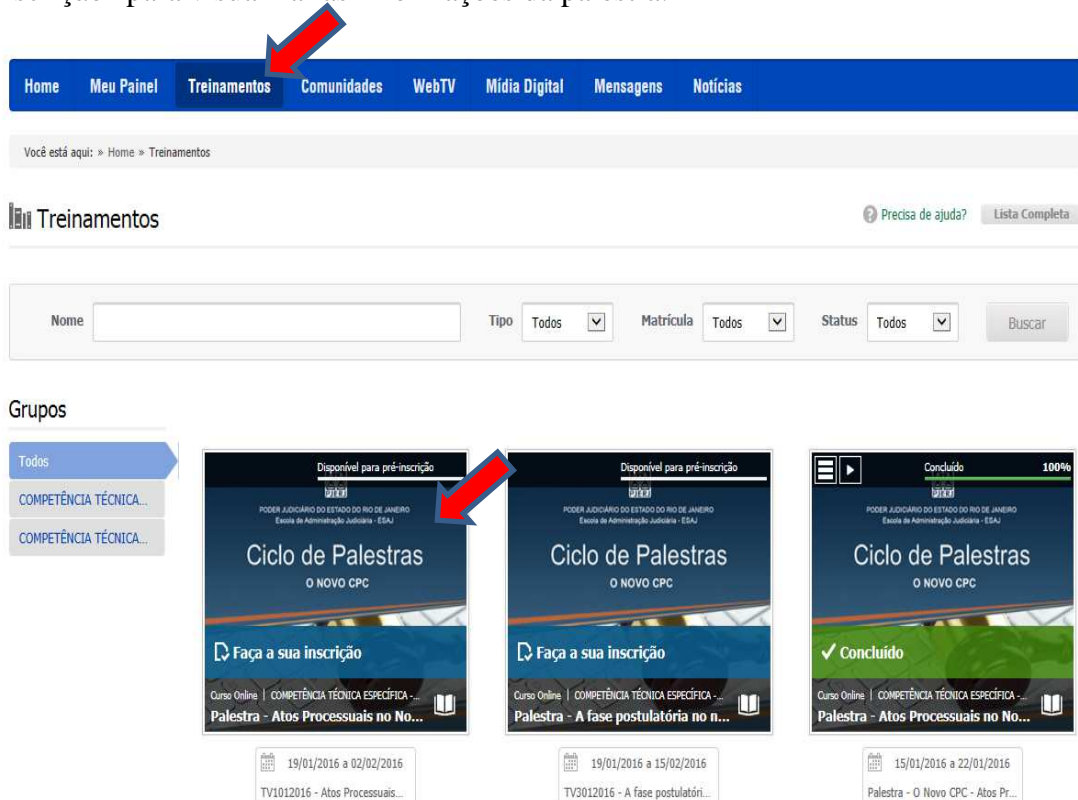 Home Meu Painel Treinamentos Comunidades WebTV Mídia Digital Mensagens Notícias
Você está aqui: » Home » Treinamentos
Treinamentos
Precisa de ajuda? Lista Completa
Nome Tipo Todos Matrícula Todos Status Todos Buscar
Grupos
Todos
COMPETÊNCIA TÉCNICA...
COMPETÊNCIA TÉCNICA...
Disponível para pré-inscrição
PODER JUDICIÁRIO DO ESTADO DO RIO DE JANEIRO
Escola de Administração Judiciária - ESAJ
Ciclo de Palestras
O NOVO CPC
Faça a sua inscrição
Curso Online | COMPETÊNCIA TÉCNICA ESPECÍFICA -...
Palestra - Atos Processuais no No...
19/01/2016 a 02/02/2016
TV1012016 - Atos Processuais...
Disponível para pré-inscrição
PODER JUDICIÁRIO DO ESTADO DO RIO DE JANEIRO
Escola de Administração Judiciária - ESAJ
Ciclo de Palestras
O NOVO CPC
Faça a sua inscrição
Curso Online | COMPETÊNCIA TÉCNICA ESPECÍFICA -...
Palestra - A fase postulatória no n...
19/01/2016 a 15/02/2016
TV3012016 - A fase postulatóri...
Concluído 100%
PODER JUDICIÁRIO DO ESTADO DO RIO DE JANEIRO
Escola de Administração Judiciária - ESAJ
Ciclo de Palestras
O NOVO CPC
Concluído
Curso Online | COMPETÊNCIA TÉCNICA ESPECÍFICA -...
Palestra - Atos Processuais no No...
15/01/2016 a 22/01/2016
Palestra - O Novo CPC - Atos Pr...